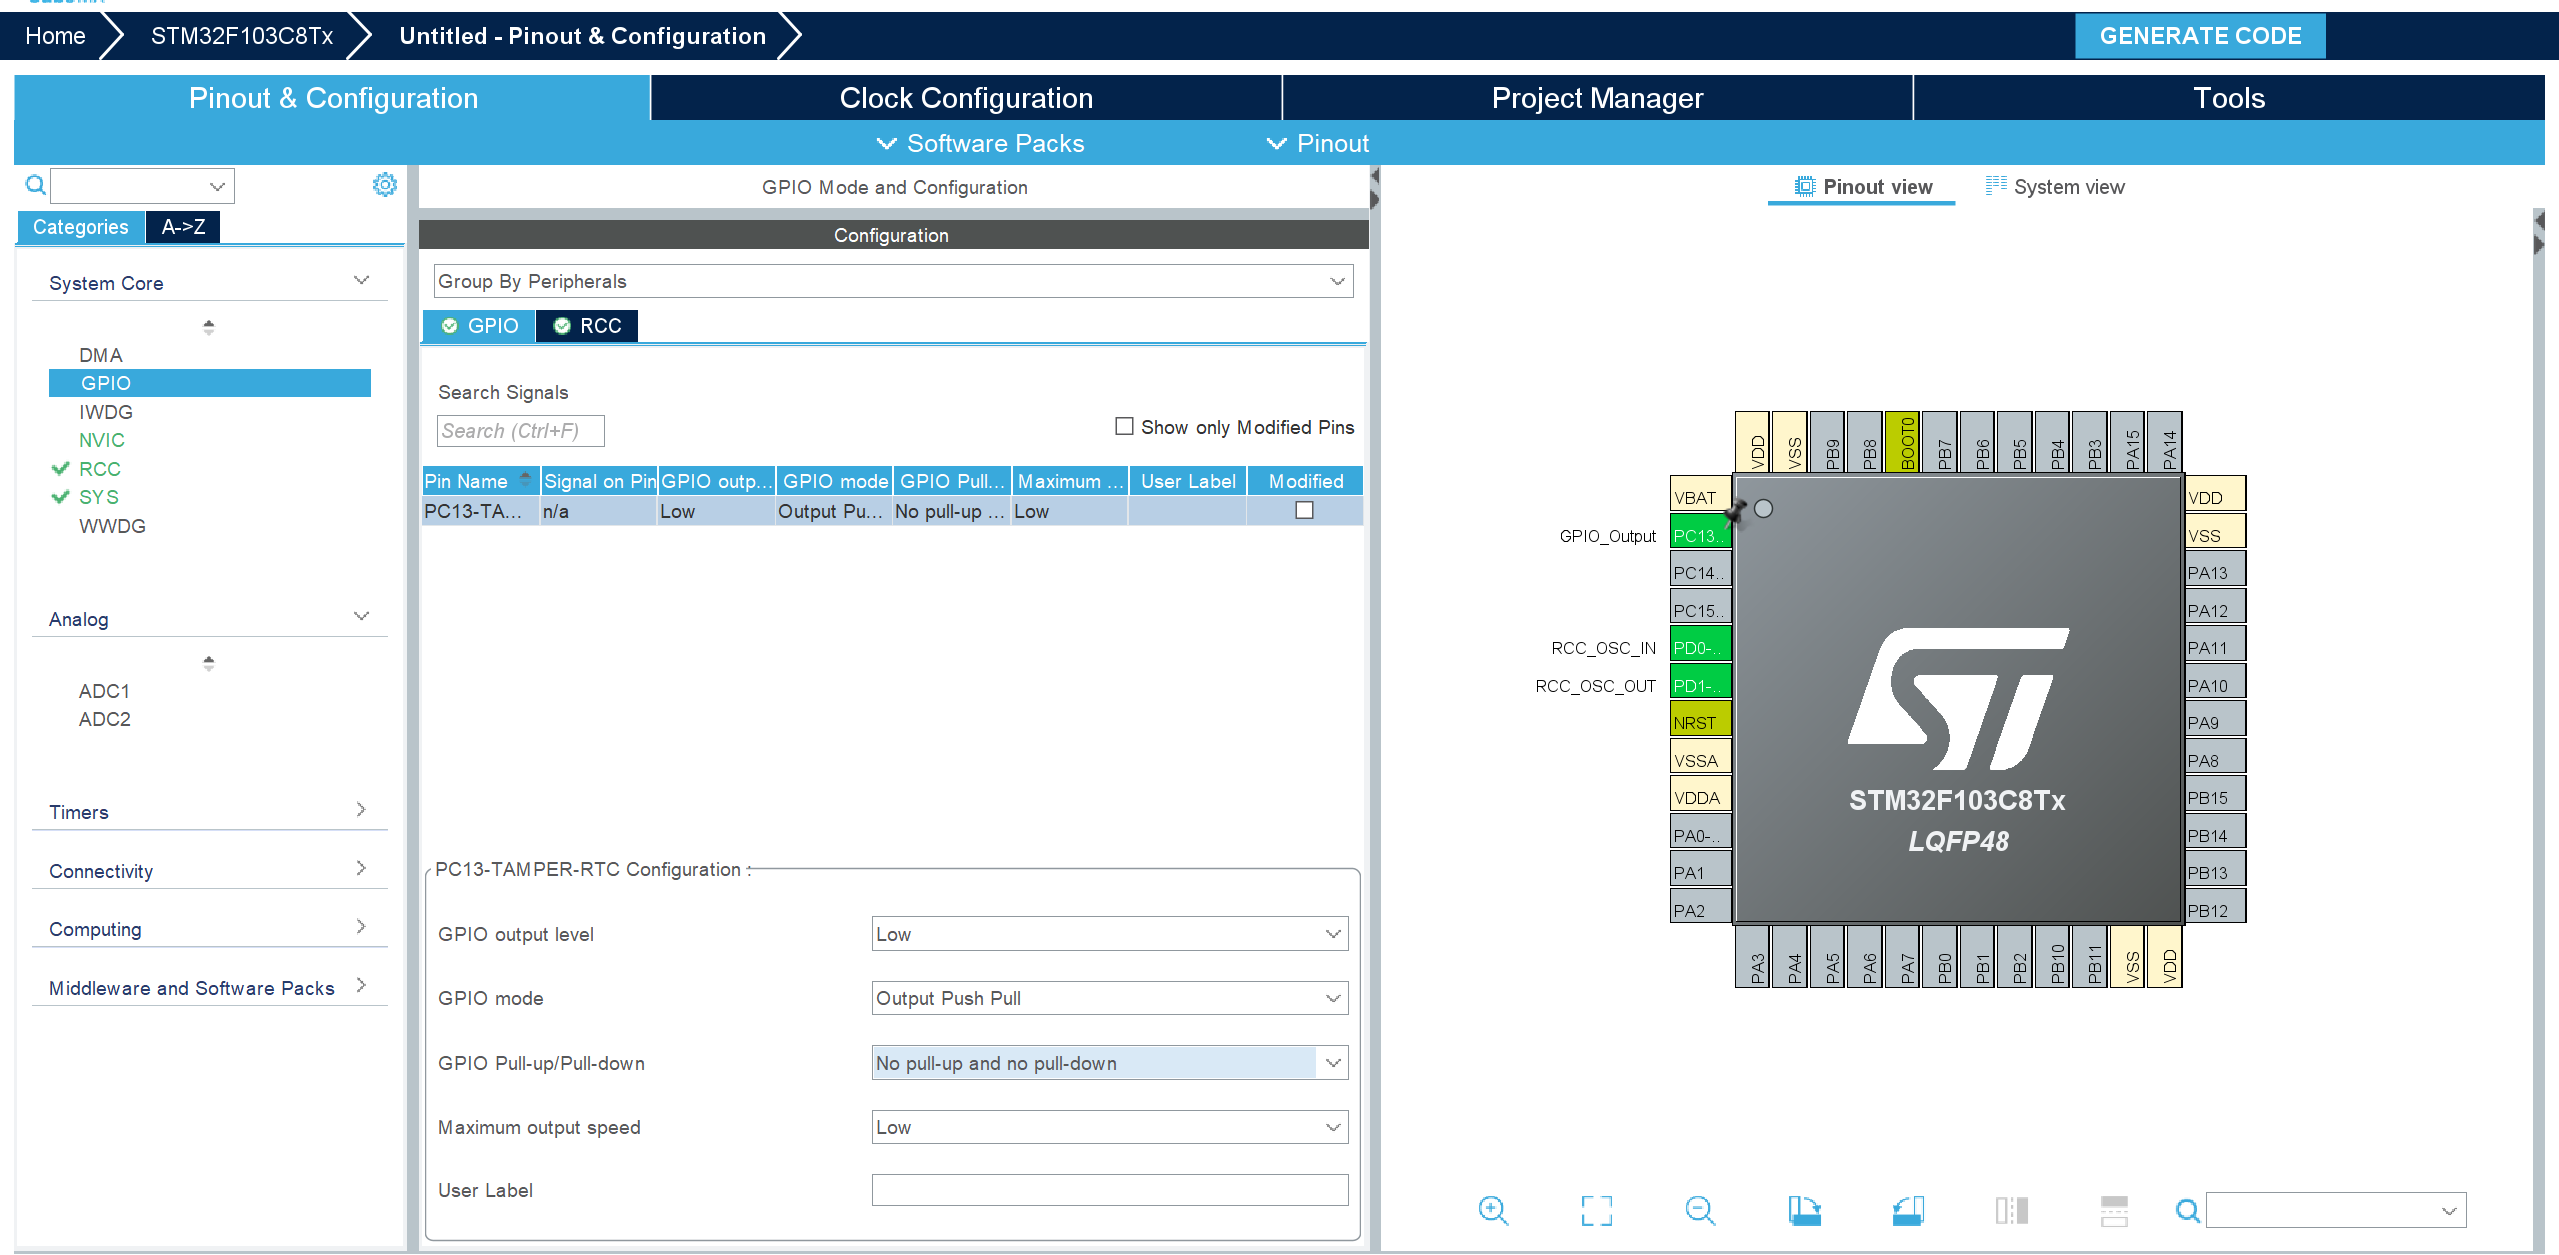 Home
STM32F103C8Tx
Untitled - Pinout & Configuration
GENERATE CODE
Pinout & Configuration
Clock Configuration
Project Manager
Tools
Software Packs
Pinout
Categories
A->Z
System Core
DMA
GPIO
IWDG
NVIC
RCC
SYS
WWDG
Analog
ADC1
ADC2
Timers
Connectivity
Computing
Middleware and Software Packs
GPIO Mode and Configuration
Configuration
Group By Peripherals
GPIO
RCC
Search Signals
Search (Ctrl+F)
Show only Modified Pins
Pin Name
Signal on Pin
GPIO outp...
GPIO mode
GPIO Pull...
Maximum ...
User Label
Modified
PC13-TA...
n/a
Low
Output Pu...
No pull-up ...
Low
PC13-TAMPER-RTC Configuration :
GPIO output level
Low
GPIO mode
Output Push Pull
GPIO Pull-up/Pull-down
No pull-up and no pull-down
Maximum output speed
Low
User Label
Pinout view
System view
VDD
VSS
PB9
PB8
BOOT0
PB7
PB6
PB5
PB4
PB3
PA15
PA14
VBAT
GPIO_Output
PC13..
PC14..
PC15..
RCC_OSC_IN
PD0-..
RCC_OSC_OUT
PD1-..
NRST
VSSA
VDDA
PA0-..
PA1
PA2
STM32F103C8Tx
LQFP48
VDD
VSS
PA13
PA12
PA11
PA10
PA9
PA8
PB15
PB14
PB13
PB12
PA3
PA4
PA5
PA6
PA7
PB0
PB1
PB2
PB10
PB11
VSS
VDD